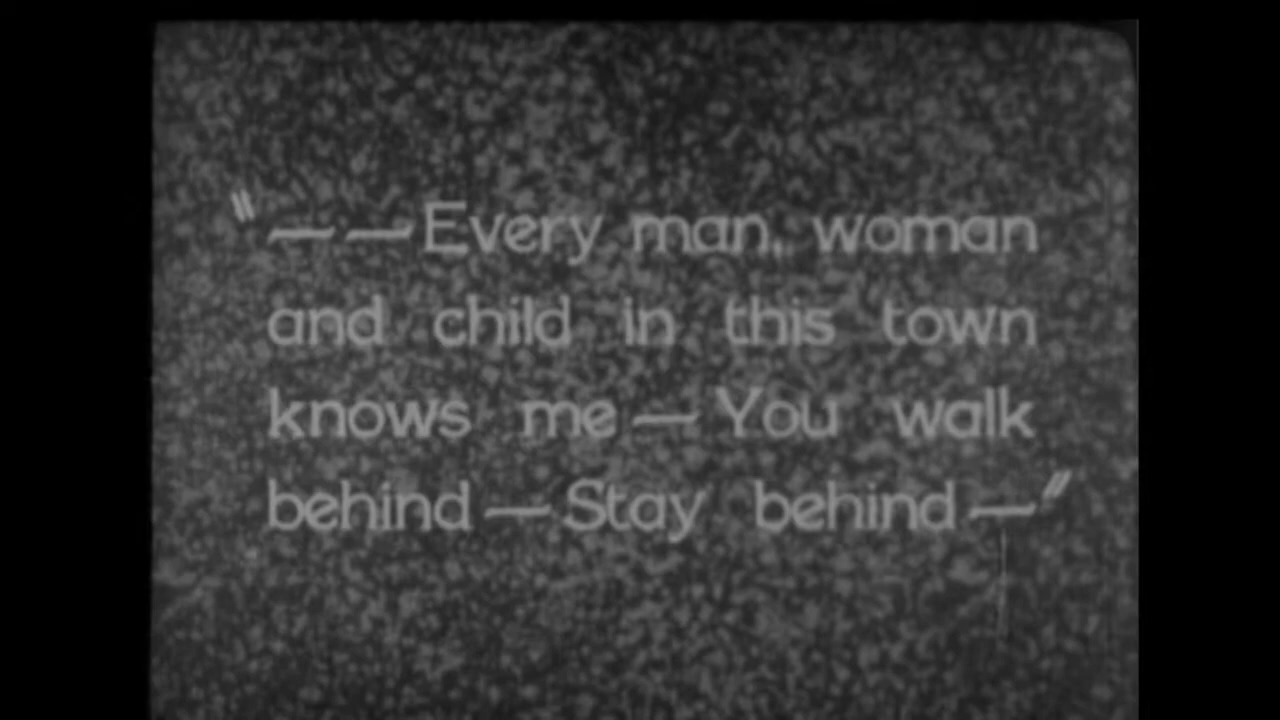 "——Every man, woman
and child in this town
knows me—You walk
behind—Stay behind—"